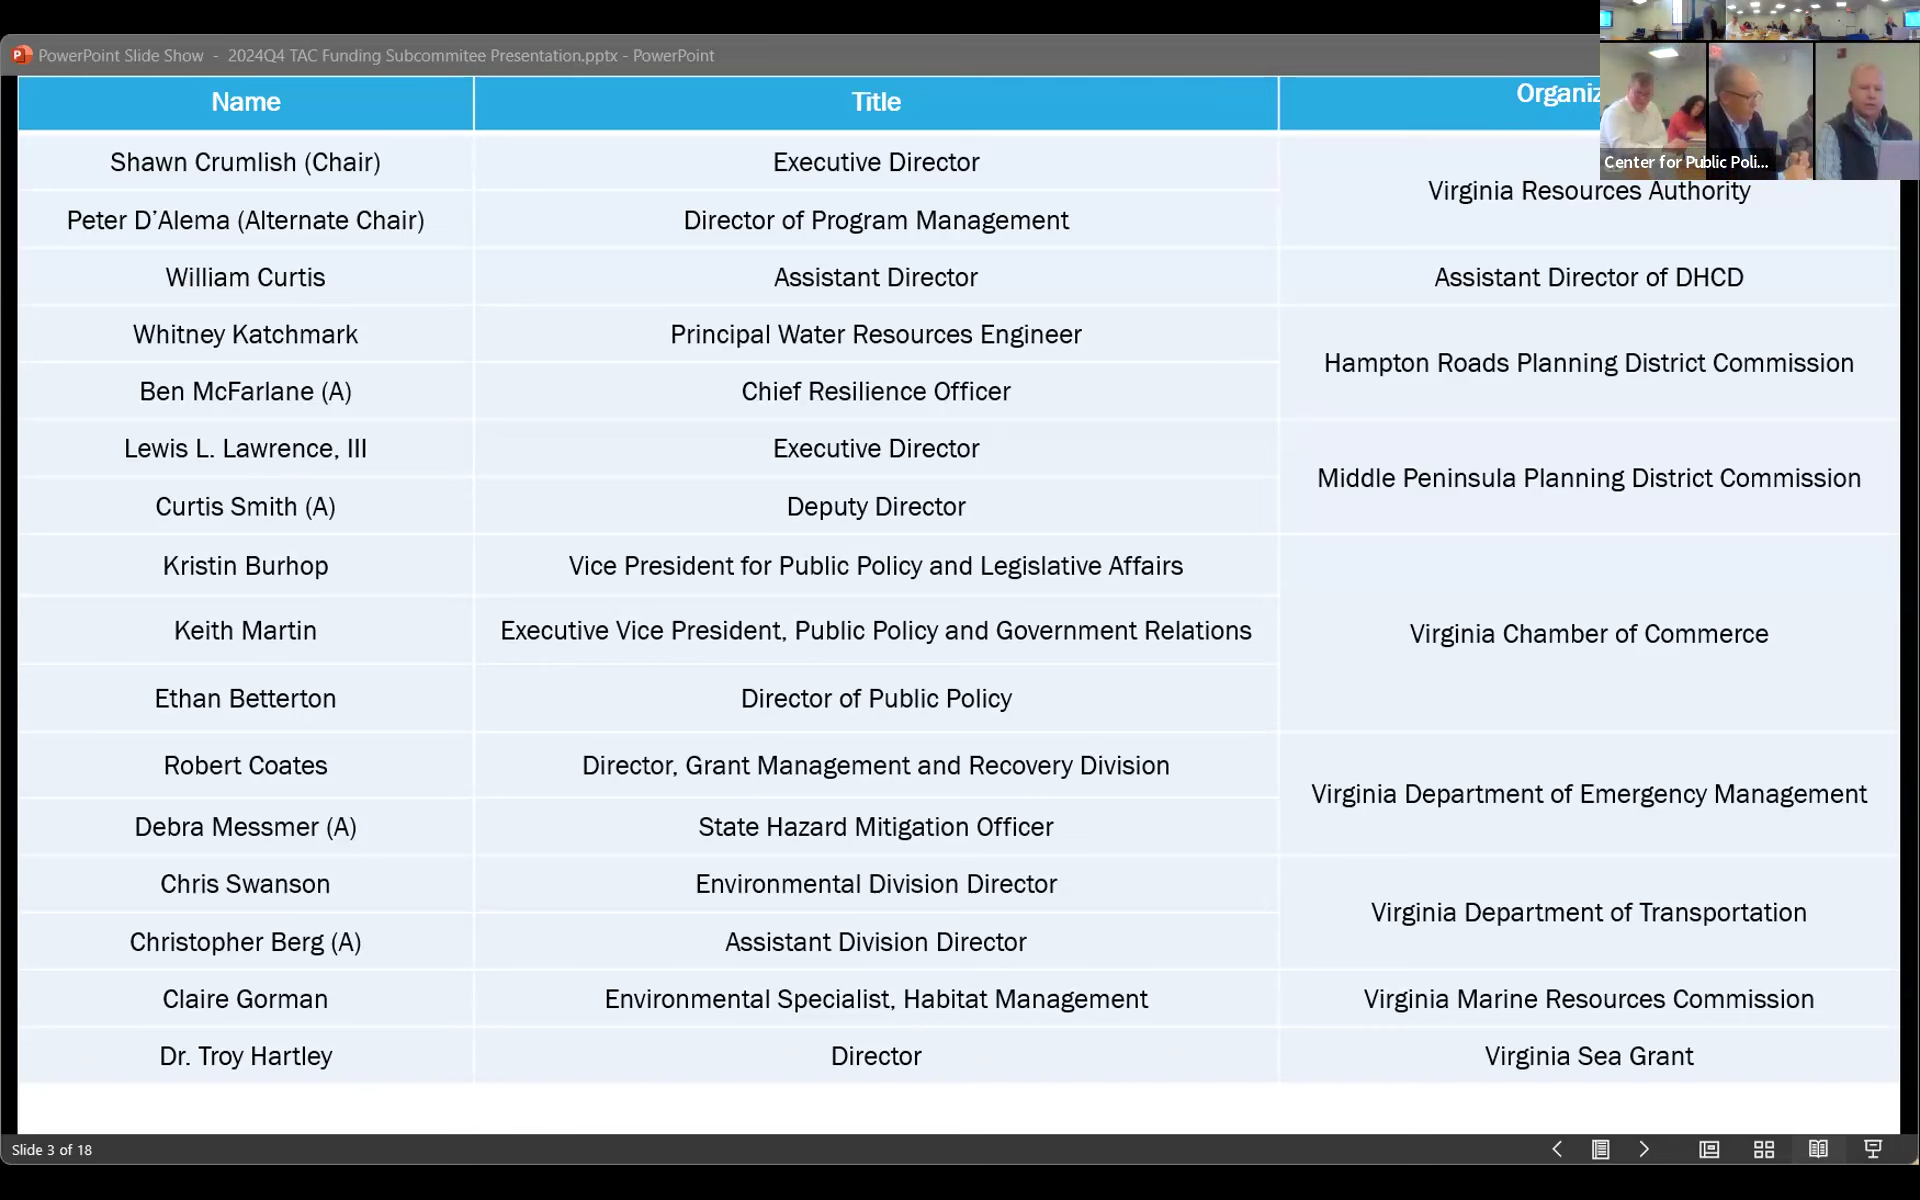 PowerPoint Slide Show - 2024Q4 TAC Funding Subcommitee Presentation.pptx - PowerPoint
Name Title Organiz
Shawn Crumlish (Chair) Executive Director
Center for Public Poli...
Virginia Resources Authority
Peter D’Alema (Alternate Chair) Director of Program Management
William Curtis Assistant Director Assistant Director of DHCD
Whitney Katchmark Principal Water Resources Engineer
Hampton Roads Planning District Commission
Ben McFarlane (A) Chief Resilience Officer
Lewis L. Lawrence, III Executive Director
Middle Peninsula Planning District Commission
Curtis Smith (A) Deputy Director
Kristin Burhop Vice President for Public Policy and Legislative Affairs
Keith Martin Executive Vice President, Public Policy and Government Relations Virginia Chamber of Commerce
Ethan Betterton Director of Public Policy
Robert Coates Director, Grant Management and Recovery Division
Virginia Department of Emergency Management
Debra Messmer (A) State Hazard Mitigation Officer
Chris Swanson Environmental Division Director
Virginia Department of Transportation
Christopher Berg (A) Assistant Division Director
Claire Gorman Environmental Specialist, Habitat Management Virginia Marine Resources Commission
Dr. Troy Hartley Director Virginia Sea Grant
Slide 3 of 18